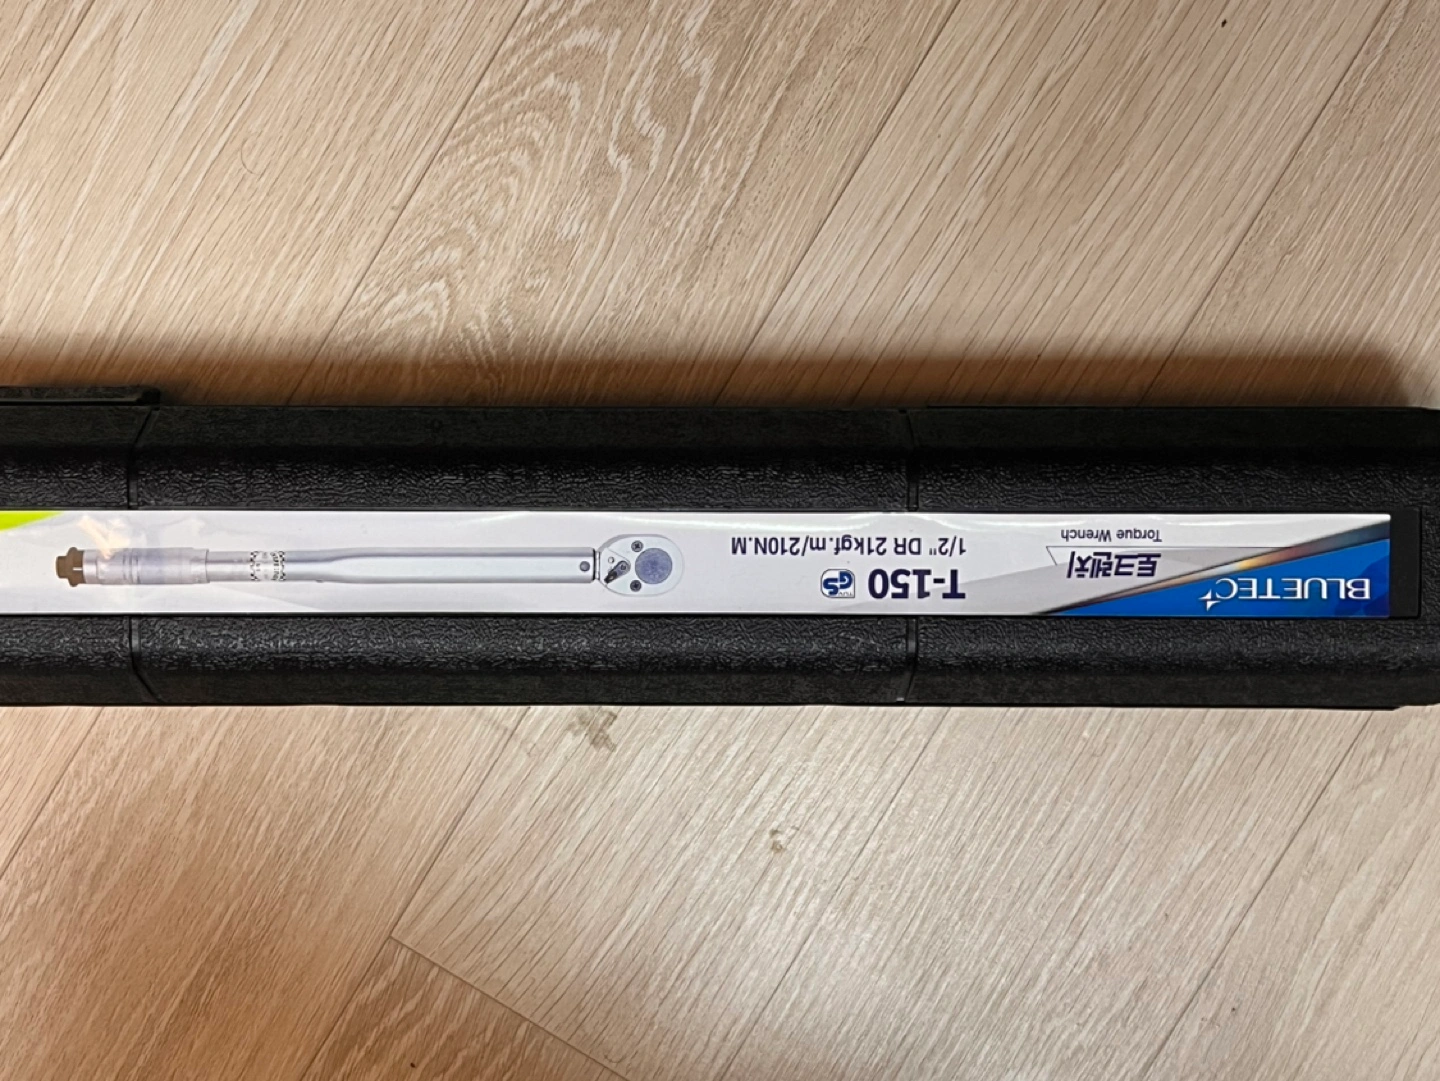 BLUETEC
토크렌치
Torque Wrench
T-150
GS
1/2" DR 21kgf.m/210N.M